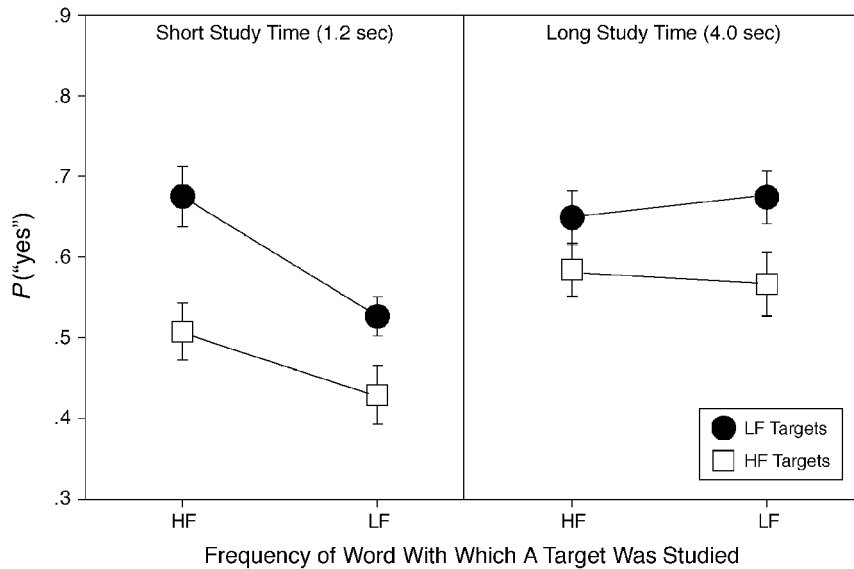 Short Study Time (1.2 sec)
Long Study Time (4.0 sec)
.9
.8
.7
.6
.5
.4
.3
P("yes")
LF Targets
HF Targets
HF
LF
HF
LF
Frequency of Word With Which A Target Was Studied